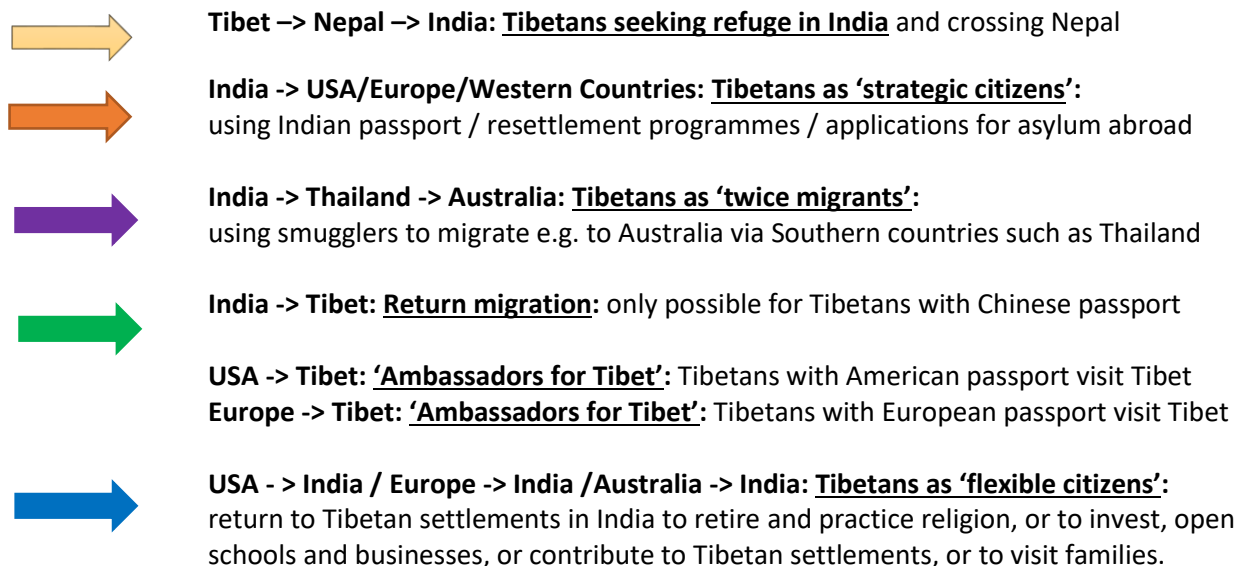 Tibet –> Nepal –> India: Tibetans seeking refuge in India and crossing Nepal
India -> USA/Europe/Western Countries: Tibetans as ‘strategic citizens’:
using Indian passport / resettlement programmes / applications for asylum abroad
India -> Thailand -> Australia: Tibetans as ‘twice migrants’:
using smugglers to migrate e.g. to Australia via Southern countries such as Thailand
India -> Tibet: Return migration: only possible for Tibetans with Chinese passport
USA -> Tibet: ‘Ambassadors for Tibet’: Tibetans with American passport visit Tibet
Europe -> Tibet: ‘Ambassadors for Tibet’: Tibetans with European passport visit Tibet
USA - > India / Europe -> India /Australia -> India: Tibetans as ‘flexible citizens’:
return to Tibetan settlements in India to retire and practice religion, or to invest, open
schools and businesses, or contribute to Tibetan settlements, or to visit families.